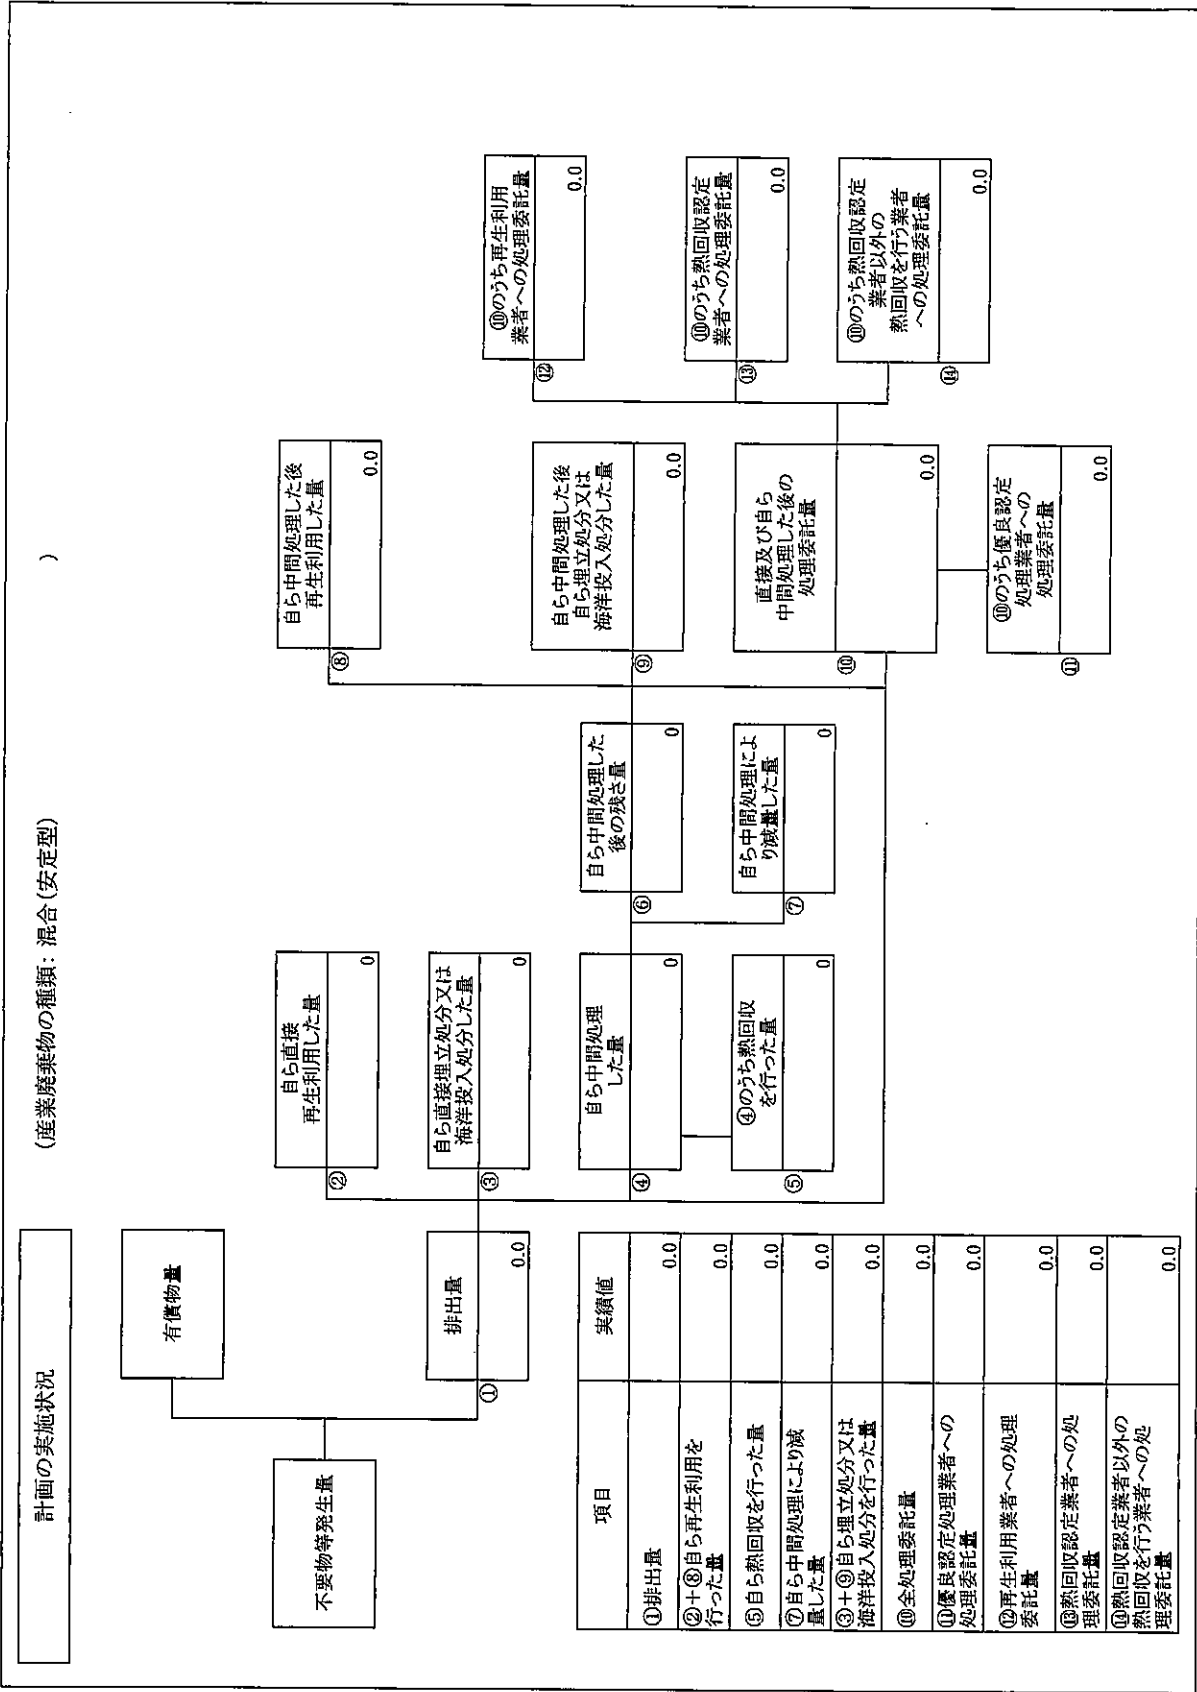 計画の実施状況
(産業廃棄物の種類： 混合(安定型)
)
不要物等発生量
有償物量
①
排出量
0.0
②
自ら直接
再生利用した量
0
③
自ら直接埋立処分又は
海洋投入処分した量
0
④
自ら中間処理
した量
0
⑤
④のうち熱回収
を行った量
0
⑥
自ら中間処理した
後の残さ量
0
⑦
自ら中間処理によ
り減量した量
0
⑧
自ら中間処理した後
再生利用した量
0.0
⑨
自ら中間処理した後
自ら埋立処分又は
海洋投入処分した量
0.0
⑩
直接及び自ら
中間処理した後の
処理委託量
0.0
⑪
⑩のうち優良認定
処理業者への
処理委託量
0.0
⑫
⑩のうち再生利用
業者への処理委託量
0.0
⑬
⑩のうち熱回収認定
業者への処理委託量
0.0
⑭
⑩のうち熱回収認定
業者以外の
熱回収を行う業者
への処理委託量
0.0
項目 実績値
①排出量 0.0
②+⑧自ら再生利用を
行った量 0.0
⑤自ら熱回収を行った量 0.0
⑦自ら中間処理により減
量した量 0.0
③+⑨自ら埋立処分又は
海洋投入処分を行った量 0.0
⑩全処理委託量 0.0
⑪優良認定処理業者への
処理委託量 0.0
⑫再生利用業者への処理
委託量 0.0
⑬熱回収認定業者への処
理委託量 0.0
⑭熱回収認定業者以外の
熱回収を行う業者への処
理委託量 0.0